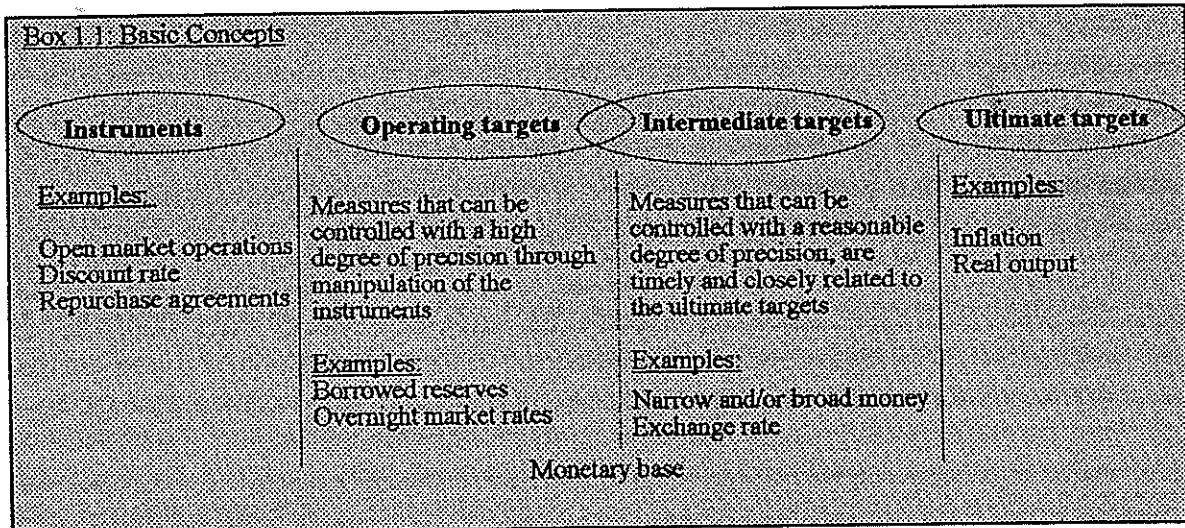 Box 1.1: Basic Concepts
Instruments
Operating targets
Intermediate targets
Ultimate targets
Examples:
Open market operations
Discount rate
Repurchase agreements
Measures that can be
controlled with a high
degree of precision through
manipulation of the
instruments
Examples:
Borrowed reserves
Overnight market rates
Measures that can be
controlled with a reasonable
degree of precision, are
timely and closely related to
the ultimate targets
Examples:
Narrow and/or broad money
Exchange rate
Monetary base
Examples:
Inflation
Real output